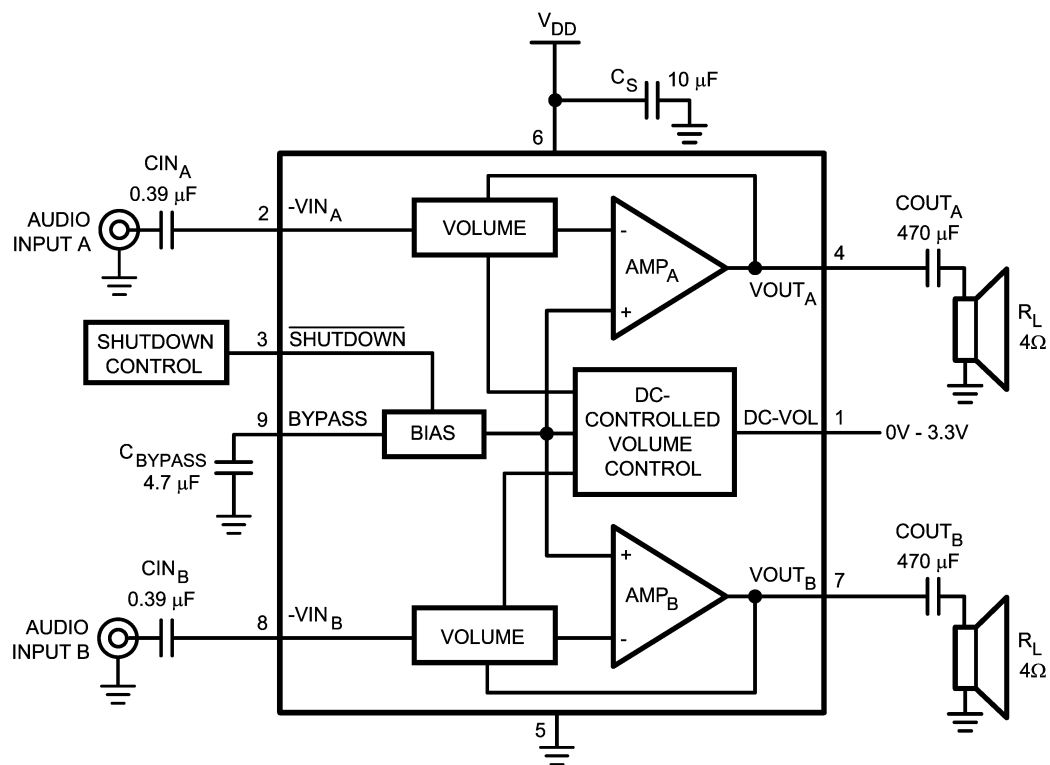 VDD
CS 10 μF
6
CINA
0.39 μF
AUDIO
INPUT A
2
-VINA
VOLUME
-
AMPA
+
VOUTA
4
COUTA
470 μF
RL
4Ω
SHUTDOWN
CONTROL
3
SHUTDOWN
9
BYPASS
BIAS
CBYPASS
4.7 μF
DC-
CONTROLLED
VOLUME
CONTROL
DC-VOL
1
0V - 3.3V
CINB
0.39 μF
AUDIO
INPUT B
8
-VINB
VOLUME
+
AMPB
-
VOUTB
7
COUTB
470 μF
RL
4Ω
5